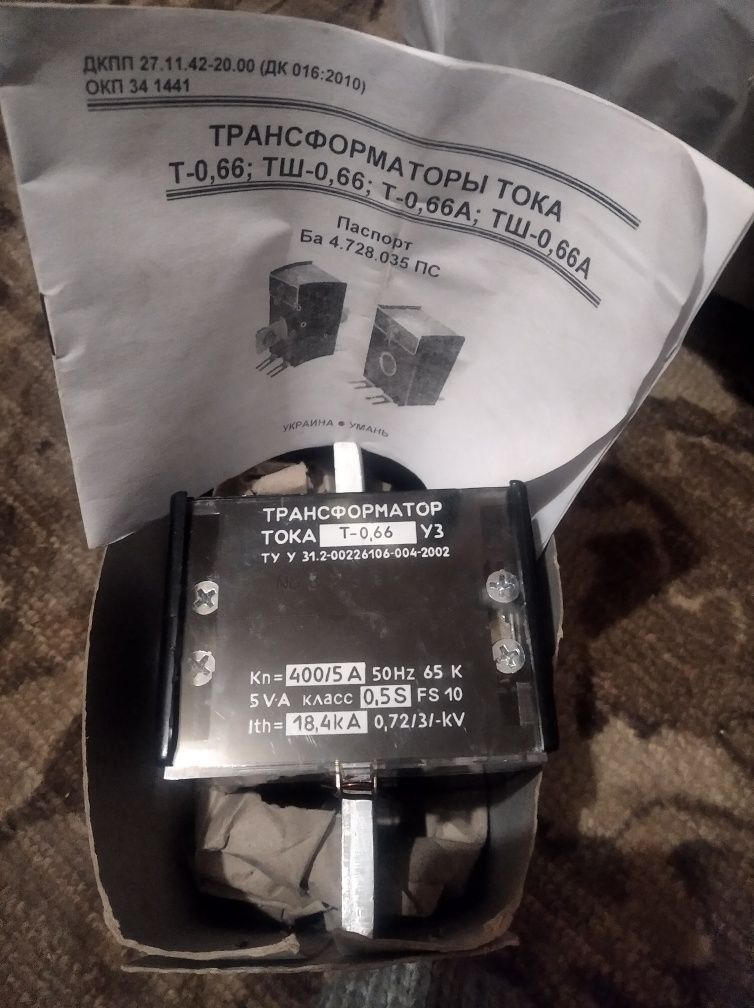 ДКПП 27.11.42-20.00 (ДК 016:2010)
ОКП 34 1441
ТРАНСФОРМАТОРЫ ТОКА
Т-0,66; ТШ-0,66; Т-0,66А; ТШ-0,66А
Паспорт
Ба 4.728.035 ПС
УКРАИНА ● УМАНЬ
ТРАНСФОРМАТОР
ТОКА Т-0,66 У3
ТУ У 31.2-00226106-004-2002
No
Kn = 400/5 A 50Hz 65 K
5 V·A класс 0,5 S FS 10
Ith = 18,4kA 0,72/3/-kV